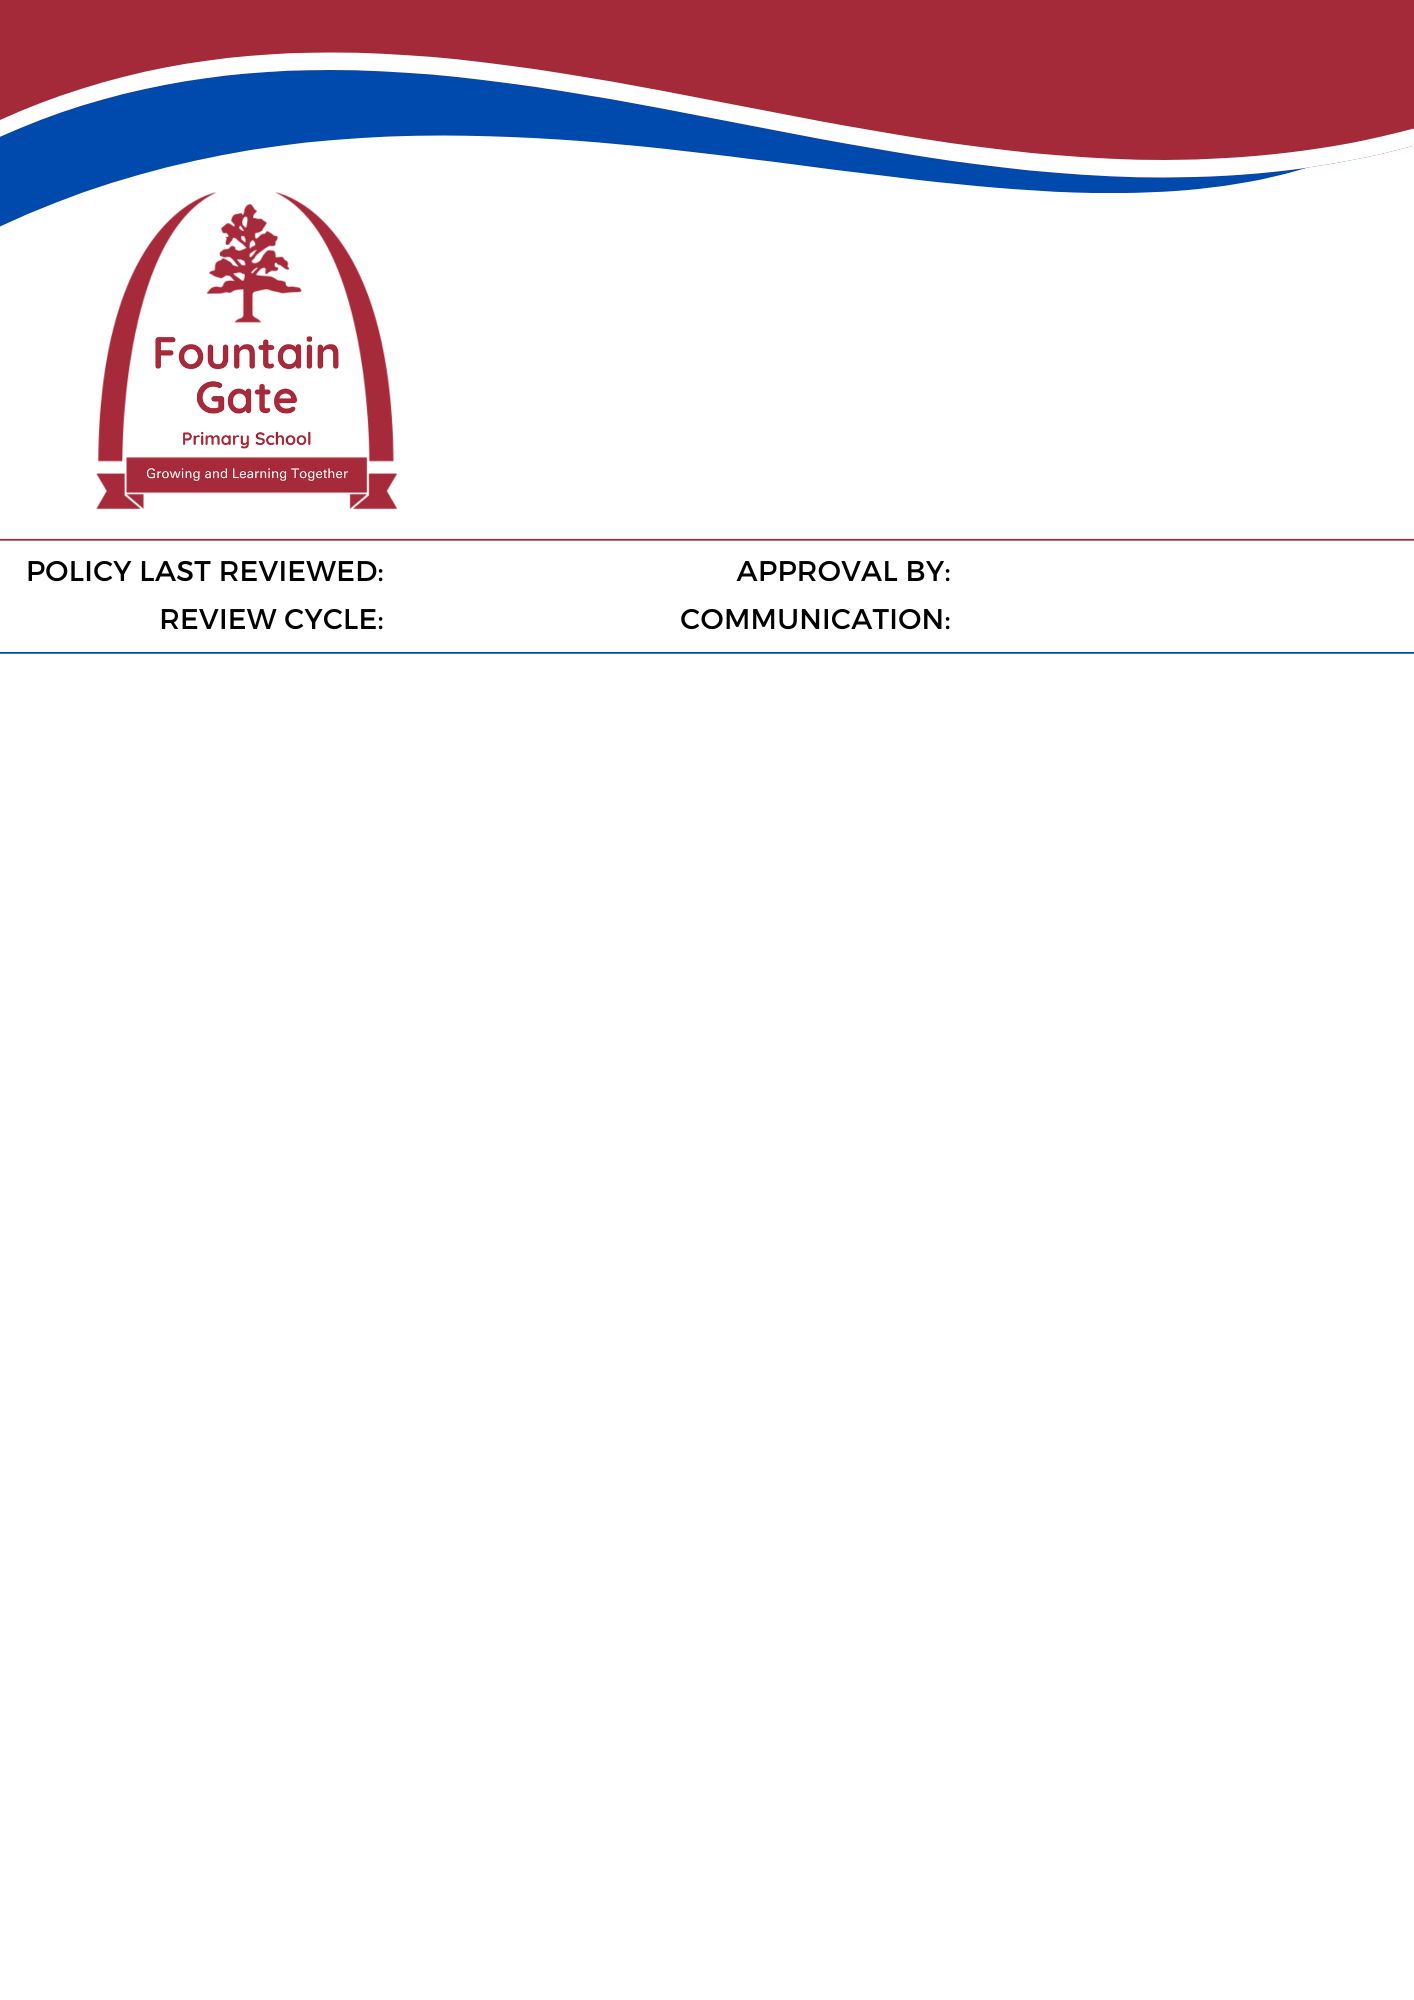 Fountain
Gate
Primary School
Growing and Learning Together
POLICY LAST REVIEWED:
APPROVAL BY:
REVIEW CYCLE:
COMMUNICATION: